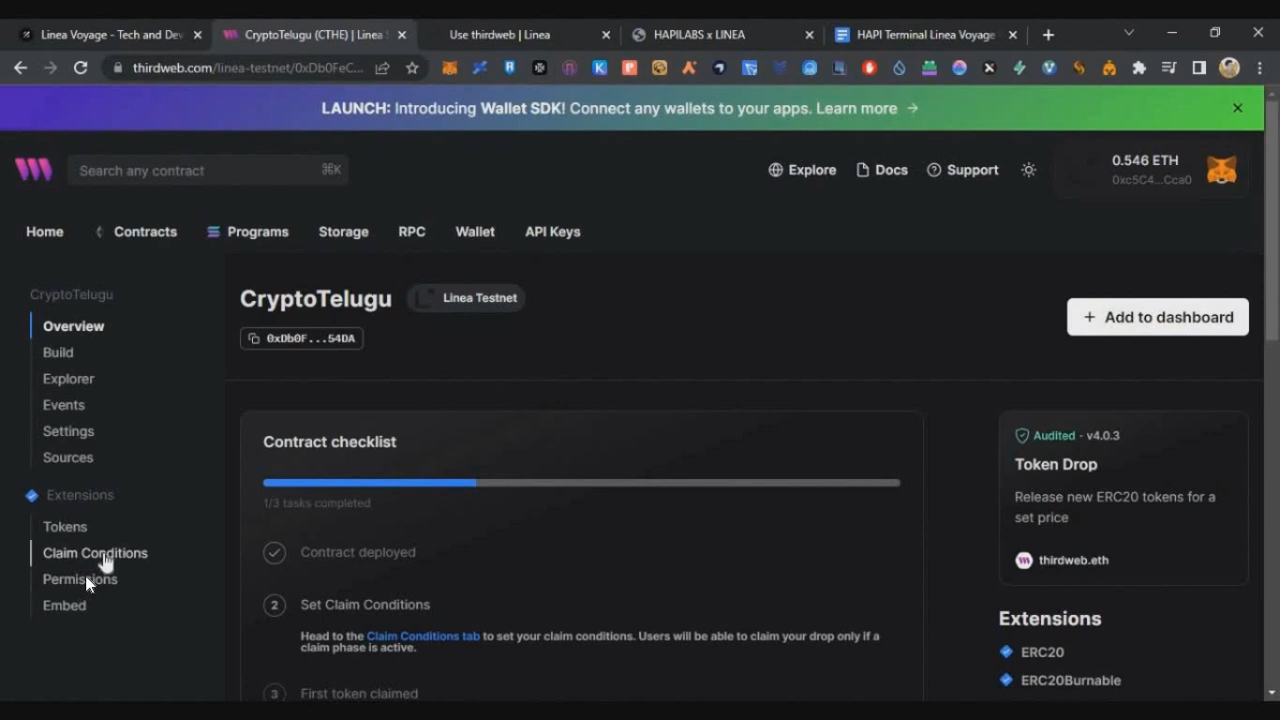 Linea Voyage - Tech and Dev
CryptoTelugu (CTHE) | Linea
Use thirdweb | Linea
HAPILABS x LINEA
HAPI Terminal Linea Voyage
thirdweb.com/linea-testnet/0xDb0FeC...
LAUNCH: Introducing Wallet SDK! Connect any wallets to your apps. Learn more →
Search any contract
⌘K
Explore
Docs
Support
0.546 ETH
0xc5C4...Cca0
Home
Contracts
Programs
Storage
RPC
Wallet
API Keys
CryptoTelugu
Overview
Build
Explorer
Events
Settings
Sources
Extensions
Tokens
Claim Conditions
Permissions
Embed
CryptoTelugu
Linea Testnet
0xDb0F...54DA
+ Add to dashboard
Contract checklist
1/3 tasks completed
Contract deployed
2 Set Claim Conditions
Head to the Claim Conditions tab to set your claim conditions. Users will be able to claim your drop only if a
claim phase is active.
3 First token claimed
Audited - v4.0.3
Token Drop
Release new ERC20 tokens for a
set price
thirdweb.eth
Extensions
ERC20
ERC20Burnable